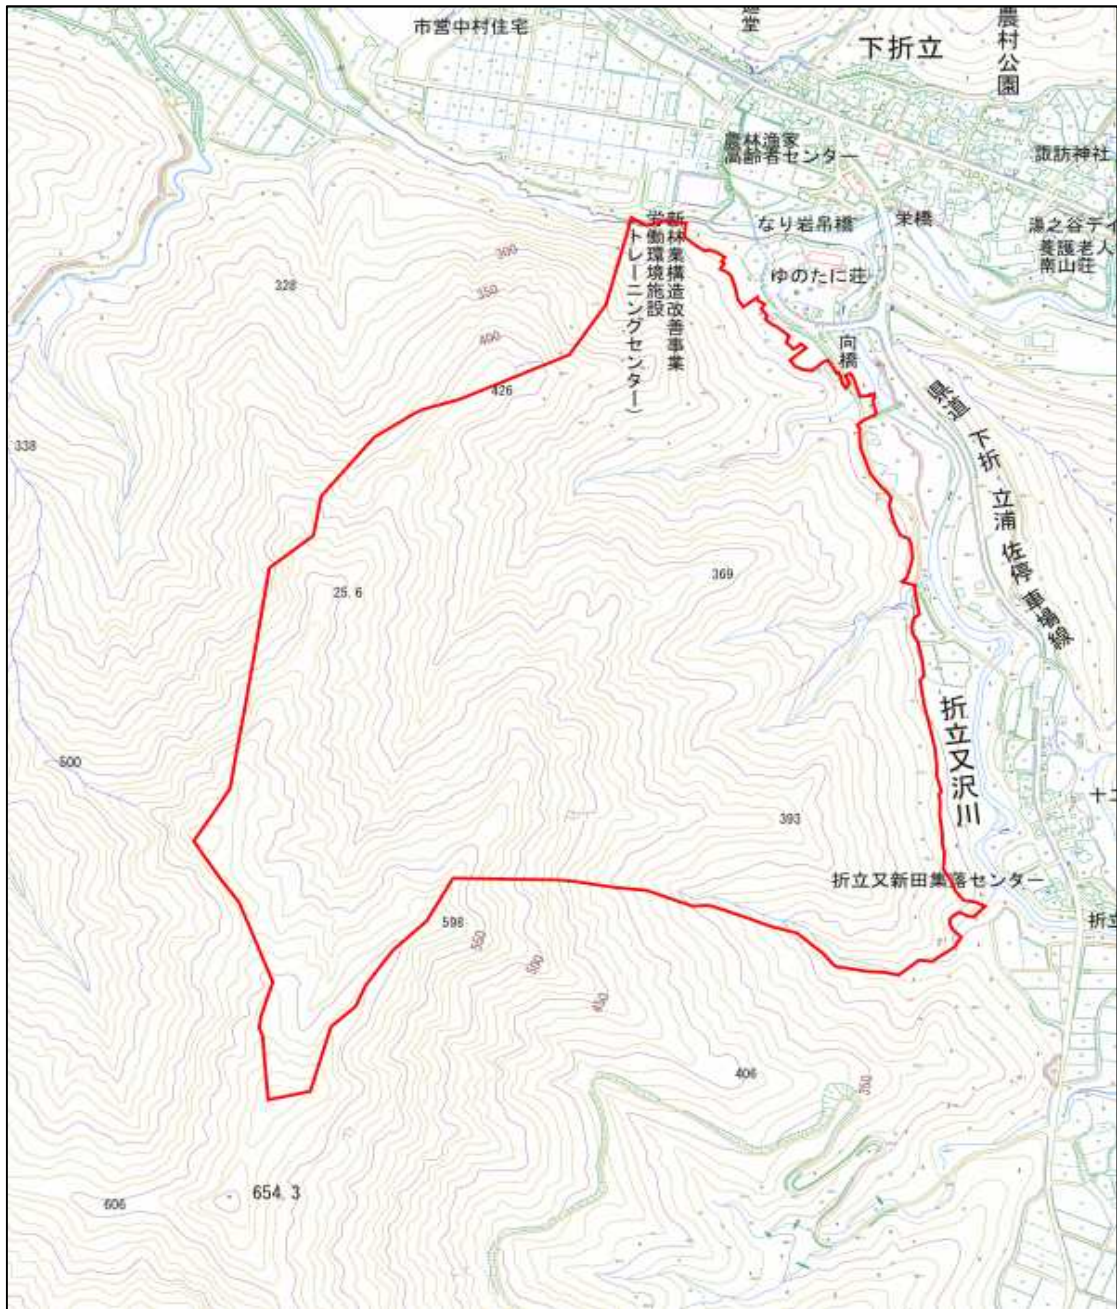 市営中村住宅
下折立
農村公園
農林漁家
高齢者センター
諏訪神社
なり岩吊橋
栄橋
養護老人
南山荘
ゆのたに荘
新林業構造改善事業
労働環境施設
トレーニングセンター)
向橋
県道 下折立浦佐停車場線
300
350
400
328
426
338
369
25.6
500
折立又沢川
393
折立又新田集落センター
折立
598
550
500
450
406
350
654.3
606